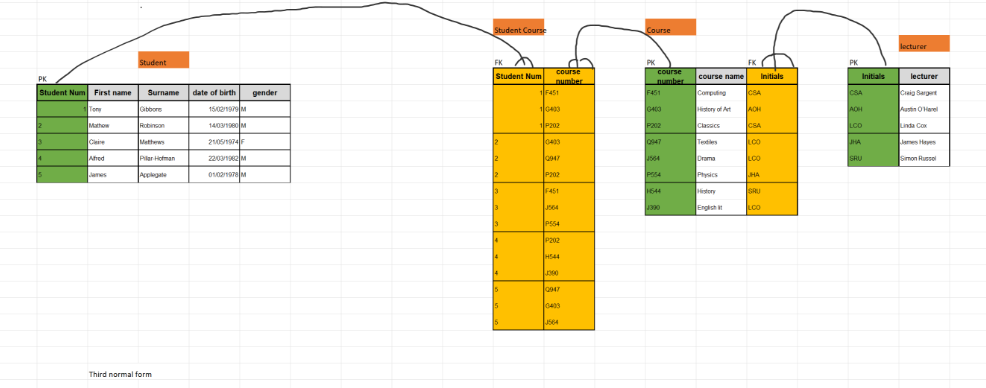 Student Course
Course
lecturer
Student
PK
FK
PK
FK
PK
Student Num First name Surname date of birth gender
1 Tony Gibbons 15/02/1979 M
2 Mathew Robinson 14/03/1980 M
3 Claire Matthews 21/05/1974 F
4 Alfred Pillar-Hofman 22/03/1982 M
5 James Applegate 01/02/1978 M
Student Num course number
1 F451
1 G403
1 P202
2 G403
2 Q947
2 P202
3 F451
3 J564
3 P554
4 P202
4 H544
4 J390
5 Q947
5 G403
5 J564
course number course name Initials
F451 Computing CSA
G403 History of Art AOH
P202 Classics CSA
Q947 Textiles LCO
J564 Drama LCO
P554 Physics JHA
H544 History SRU
J390 English lit LCO
Initials lecturer
CSA Craig Sargent
AOH Austin O'Harel
LCO Linda Cox
JHA James Hayes
SRU Simon Russol
Third normal form